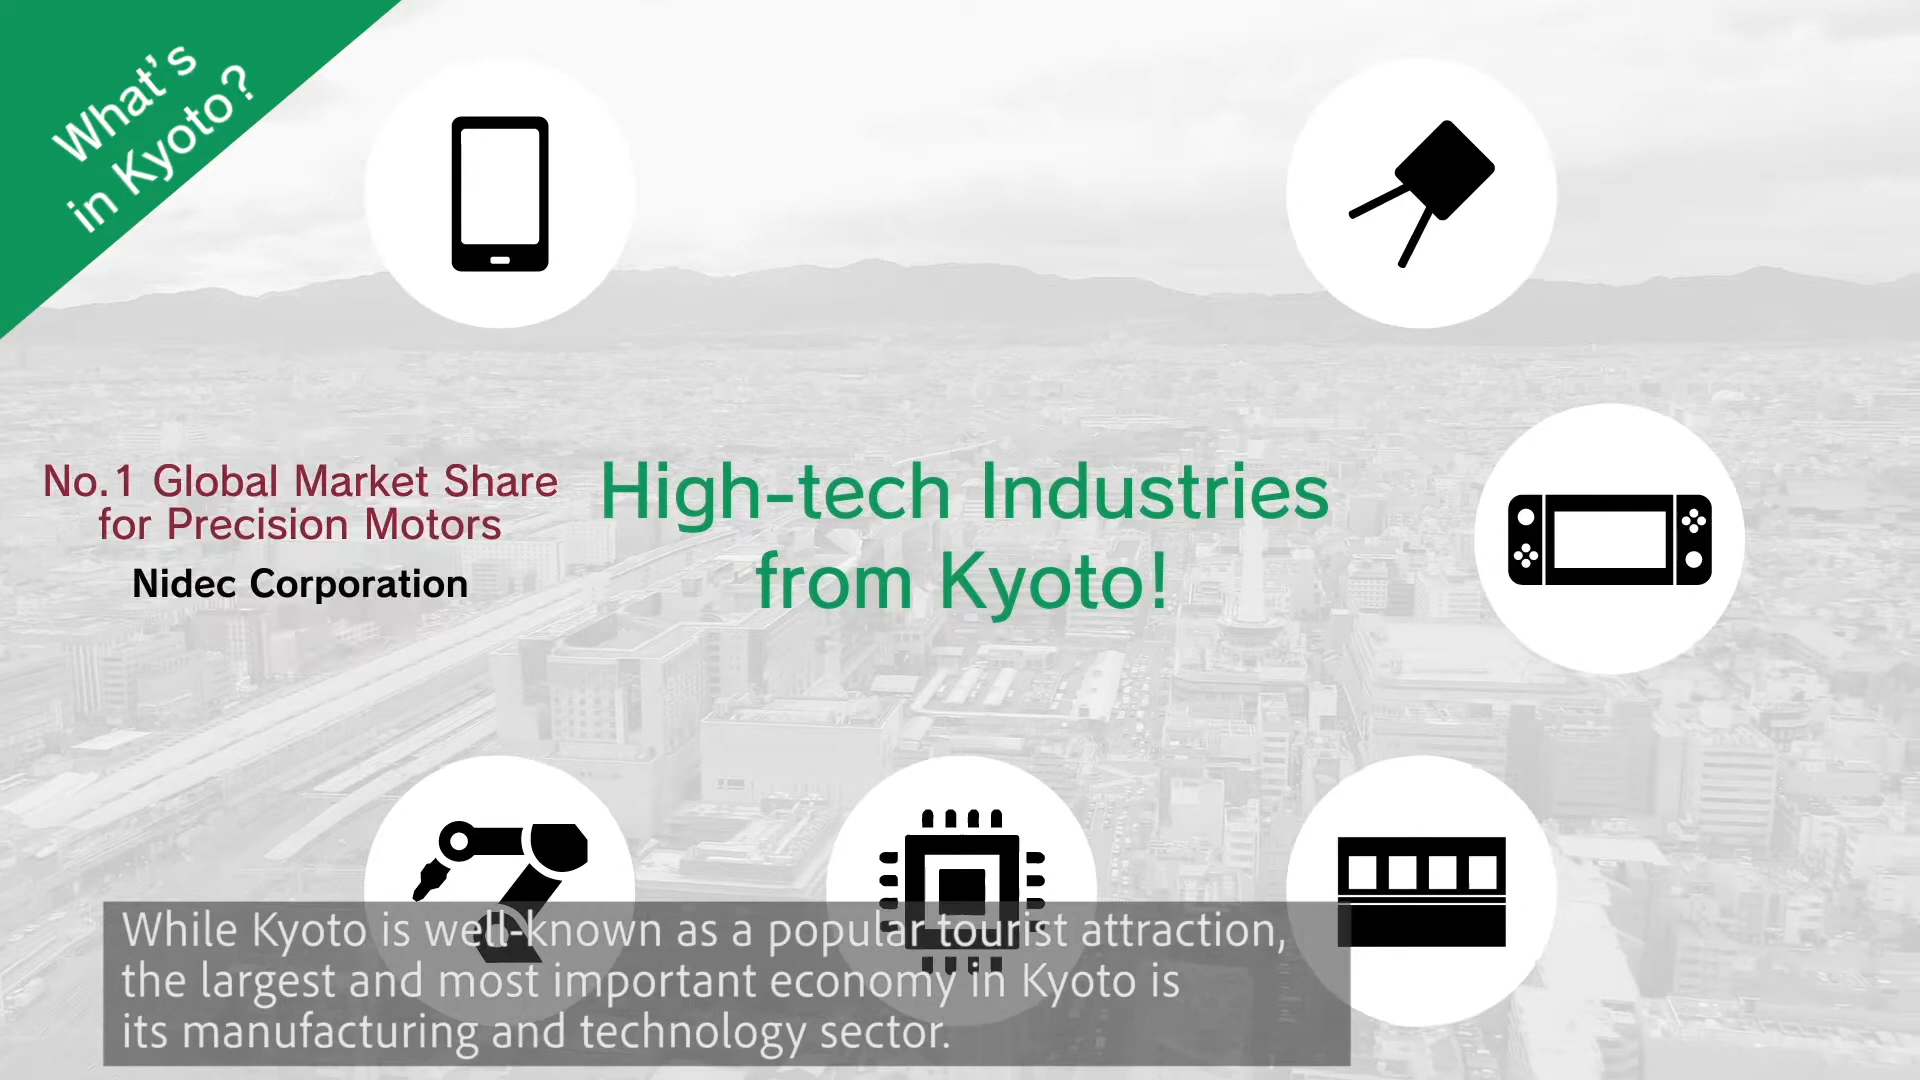 What's
in Kyoto?
No.1 Global Market Share
for Precision Motors
Nidec Corporation
High-tech Industries
from Kyoto!
While Kyoto is well-known as a popular tourist attraction,
the largest and most important economy in Kyoto is
its manufacturing and technology sector.